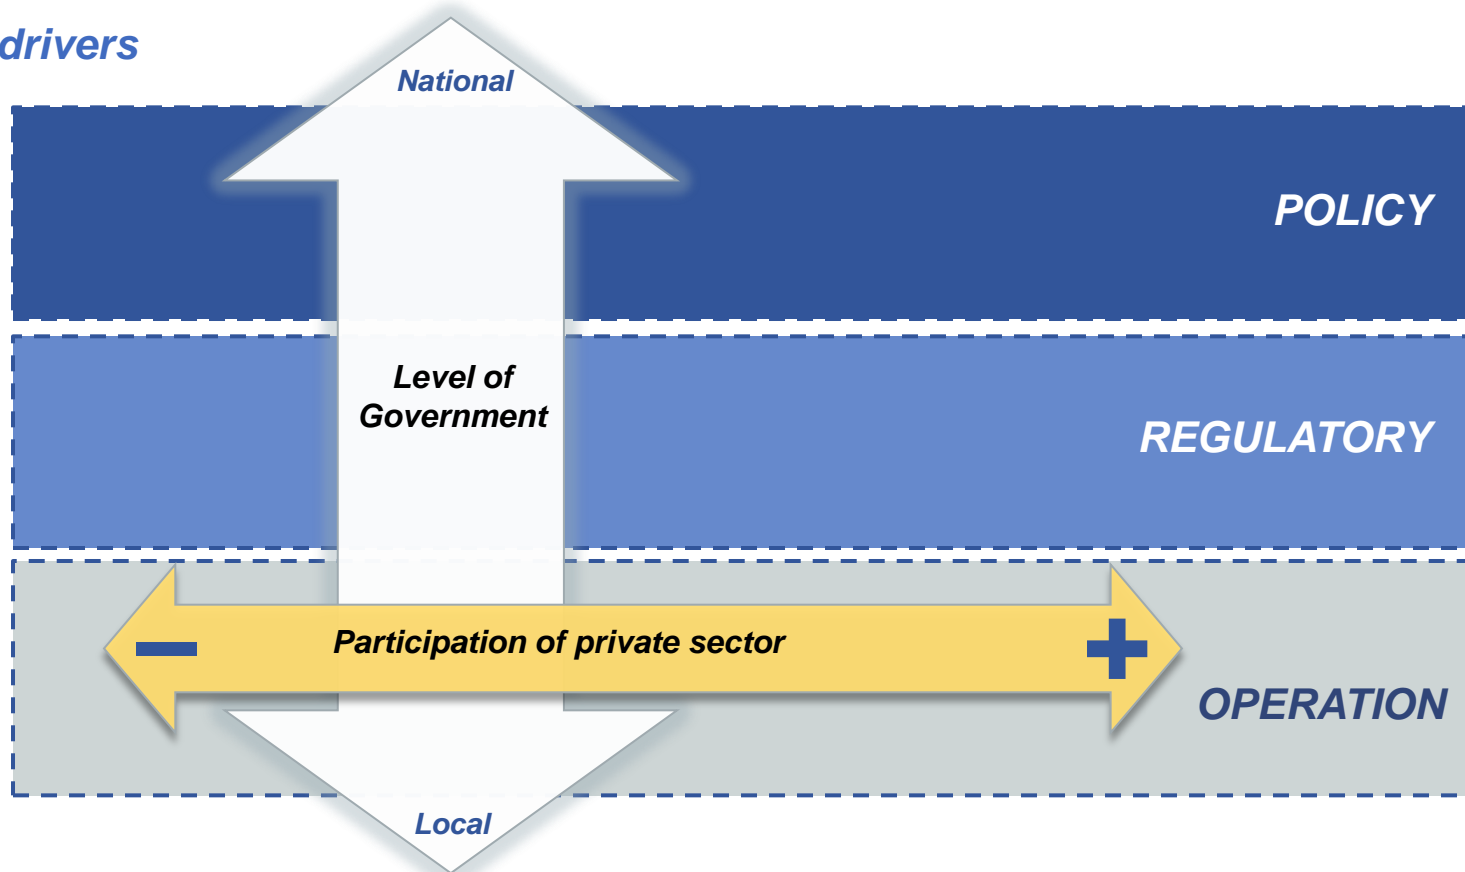 drivers
National
POLICY
Level of
Government
REGULATORY
Participation of private sector
OPERATION
Local